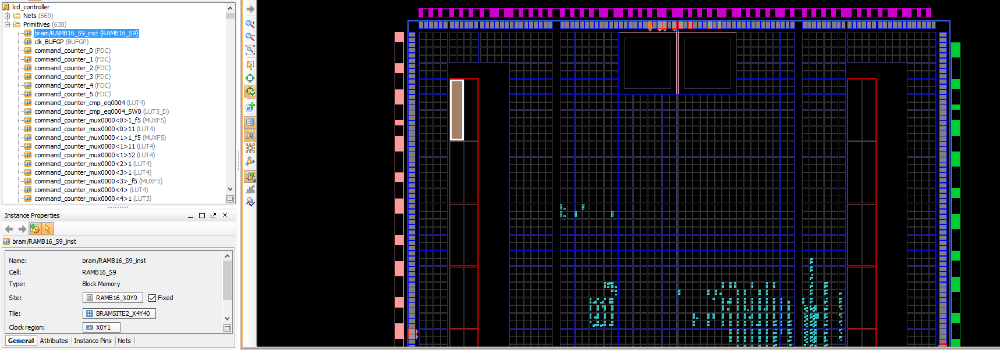 lcd_controller
Nets (669)
Primitives (638)
bram/RAMB16_S9_inst (RAMB16_S9)
clk_BUFGP (BUFGP)
command_counter_0 (FDC)
command_counter_1 (FDC)
command_counter_2 (FDC)
command_counter_3 (FDC)
command_counter_4 (FDC)
command_counter_5 (FDC)
command_counter_cmp_eq0004 (LUT4)
command_counter_cmp_eq0004_SW0 (LUT3_D)
command_counter_mux0000<0>1_f5 (MUXF5)
command_counter_mux0000<0>11 (LUT4)
command_counter_mux0000<1>1_f5 (MUXF5)
command_counter_mux0000<1>11 (LUT4)
command_counter_mux0000<1>12 (LUT4)
command_counter_mux0000<2>1 (LUT4)
command_counter_mux0000<3>1 (LUT4)
command_counter_mux0000<3>_f5 (MUXF5)
command_counter_mux0000<4> (LUT4)
command_counter_mux0000<4>1 (LUT3)
Instance Properties
bram/RAMB16_S9_inst
Name: bram/RAMB16_S9_inst
Cell: RAMB16_S9
Type: Block Memory
Site: RAMB16_X0Y9 Fixed
Tile: BRAMSITE2_X4Y40
Clock region: X0Y1
General Attributes Instance Pins Nets